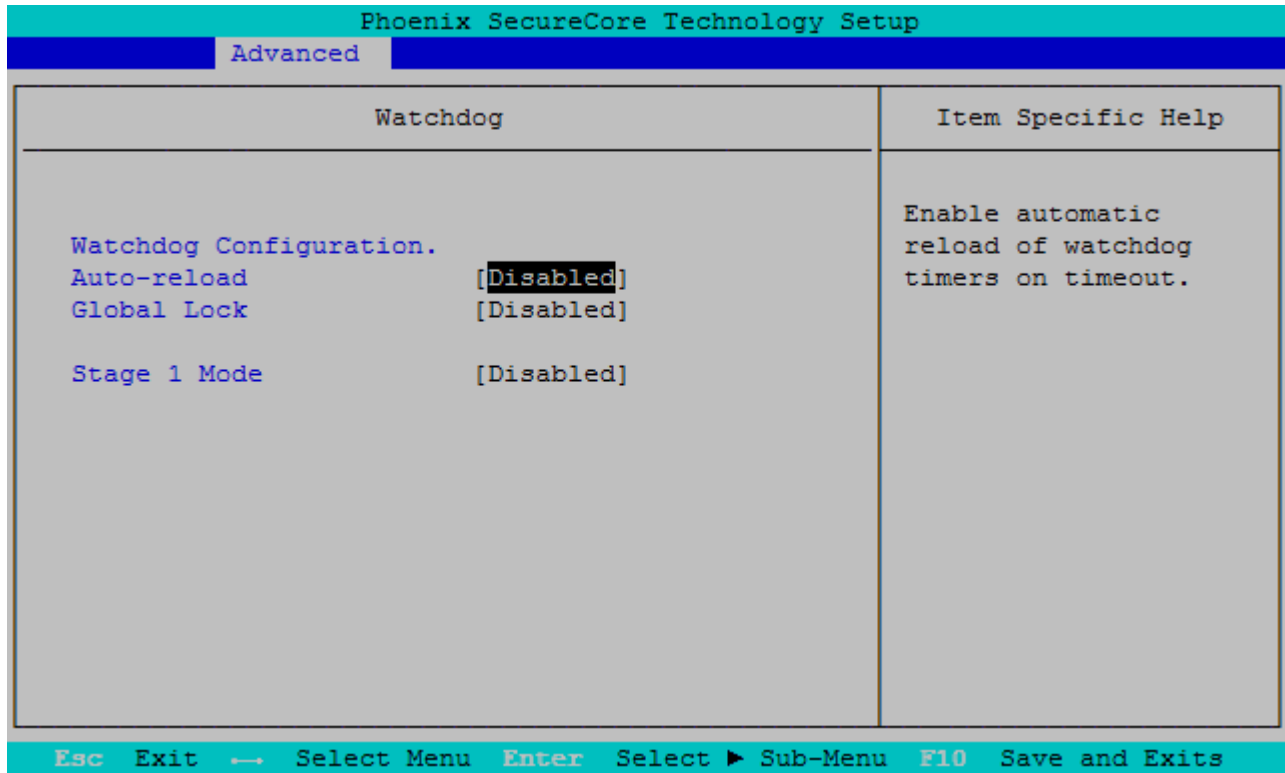 Phoenix SecureCore Technology Setup
Advanced
Watchdog
Item Specific Help
Watchdog Configuration.
Auto-reload [Disabled]
Global Lock [Disabled]
Stage 1 Mode [Disabled]
Enable automatic
reload of watchdog
timers on timeout.
Esc Exit ←→ Select Menu Enter Select ► Sub-Menu F10 Save and Exits